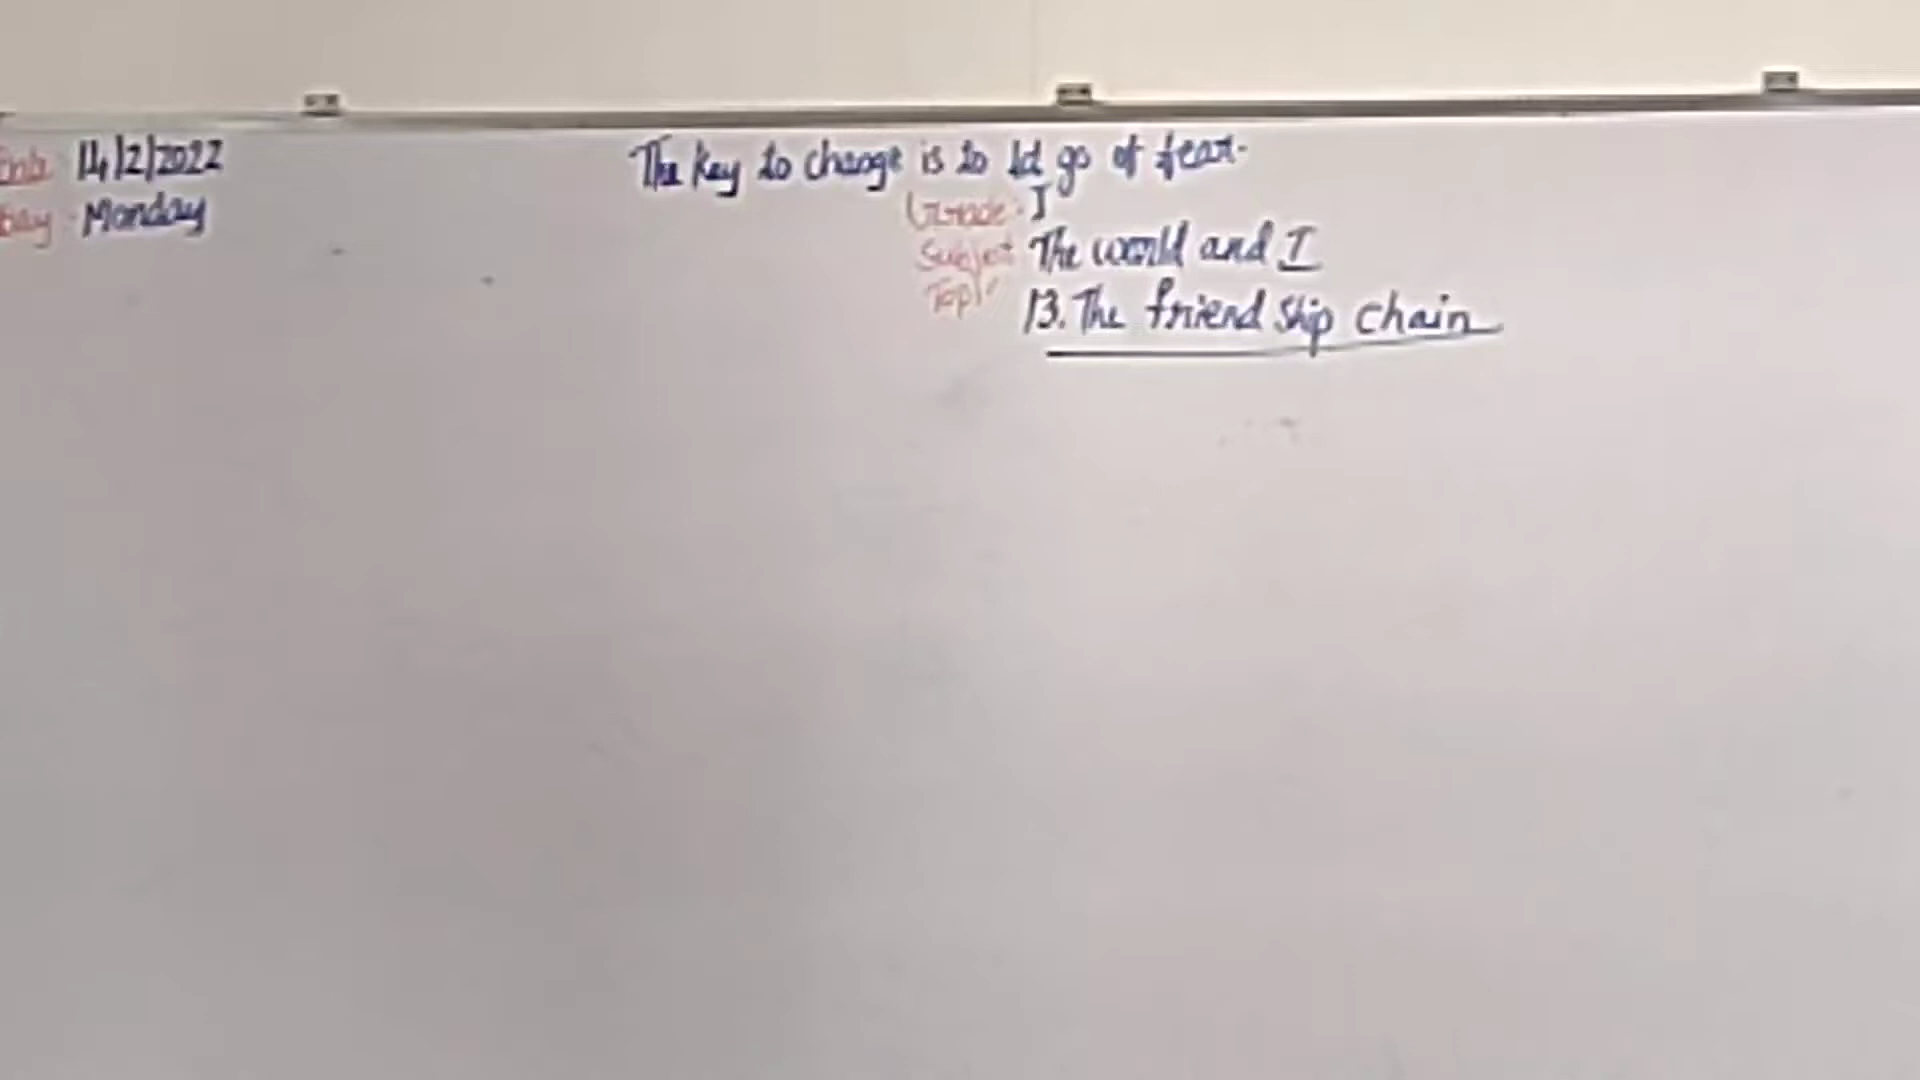 Date 14/2/2022
Day - Monday
The key to change is to let go of fear.
Grade : I
Subject The world and I
Topic 13. The friend ship chain